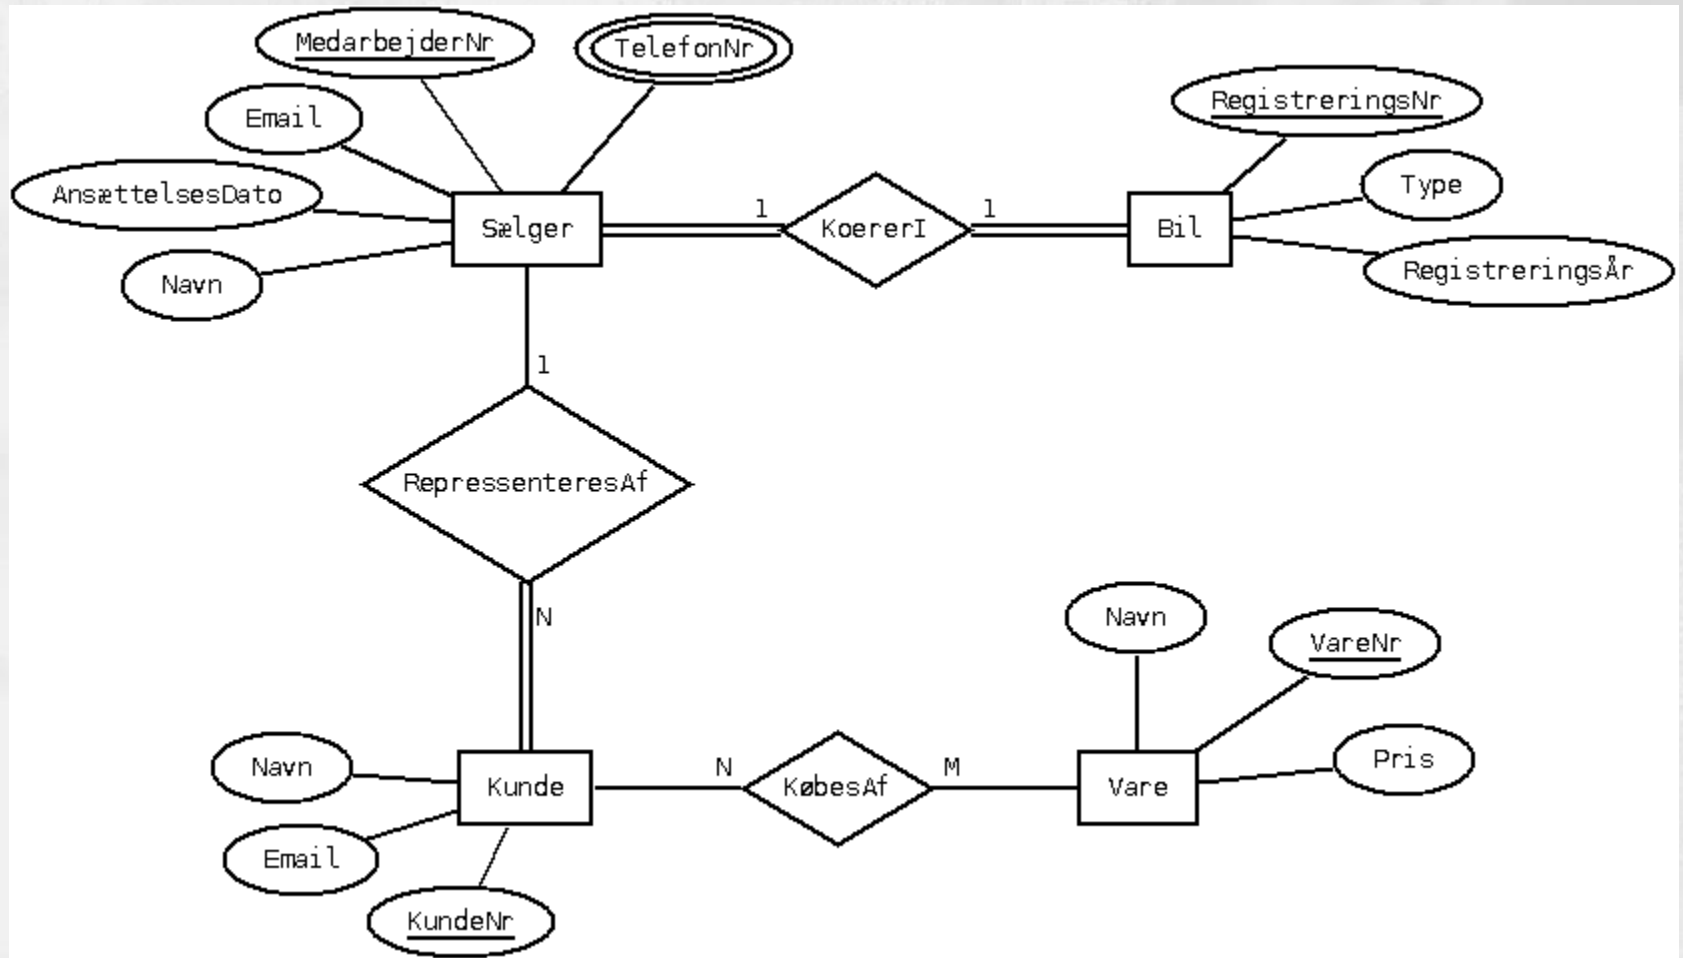 MedarbejderNr
TelefonNr
RegistreringsNr
Email
Type
AnsættelsesDato
Sælger
1
KoererI
1
Bil
RegistreringsÅr
Navn
1
RepressenteresAf
N
Navn
VareNr
Navn
Kunde
N
KøbesAf
M
Vare
Pris
Email
KundeNr